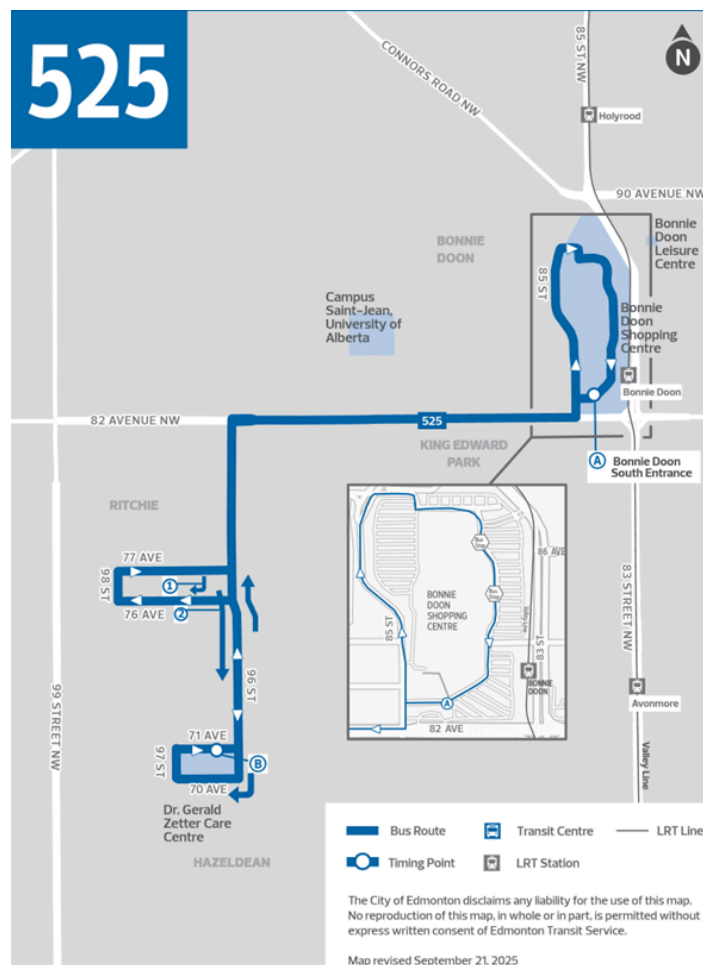 525
N
85 ST NW
CONNORS ROAD NW
Holyrood
90 AVENUE NW
BONNIE
DOON
Bonnie
Doon
Leisure
Centre
85 ST
Campus
Saint-Jean,
University of
Alberta
Bonnie
Doon
Shopping
Centre
Bonnie Doon
82 AVENUE NW
525
KING EDWARD
PARK
A
Bonnie Doon
South Entrance
RITCHIE
77 AVE
98 ST
1
76 AVE
2
96 ST
99 STREET NW
71 AVE
97 ST
B
70 AVE
Dr. Gerald
Zetter Care
Centre
HAZELDEAN
Bus
Stop
86 AVE
Bus
Stop
BONNIE
DOON
SHOPPING
CENTRE
85 ST
Valley Line
83 ST
BONNIE
DOON
A
82 AVE
83 STREET NW
Avonmore
Valley Line
Bus Route
Transit Centre
LRT Line
Timing Point
LRT Station
The City of Edmonton disclaims any liability for the use of this map.
No reproduction of this map, in whole or in part, is permitted without
express written consent of Edmonton Transit Service.
Map revised September 21, 2025